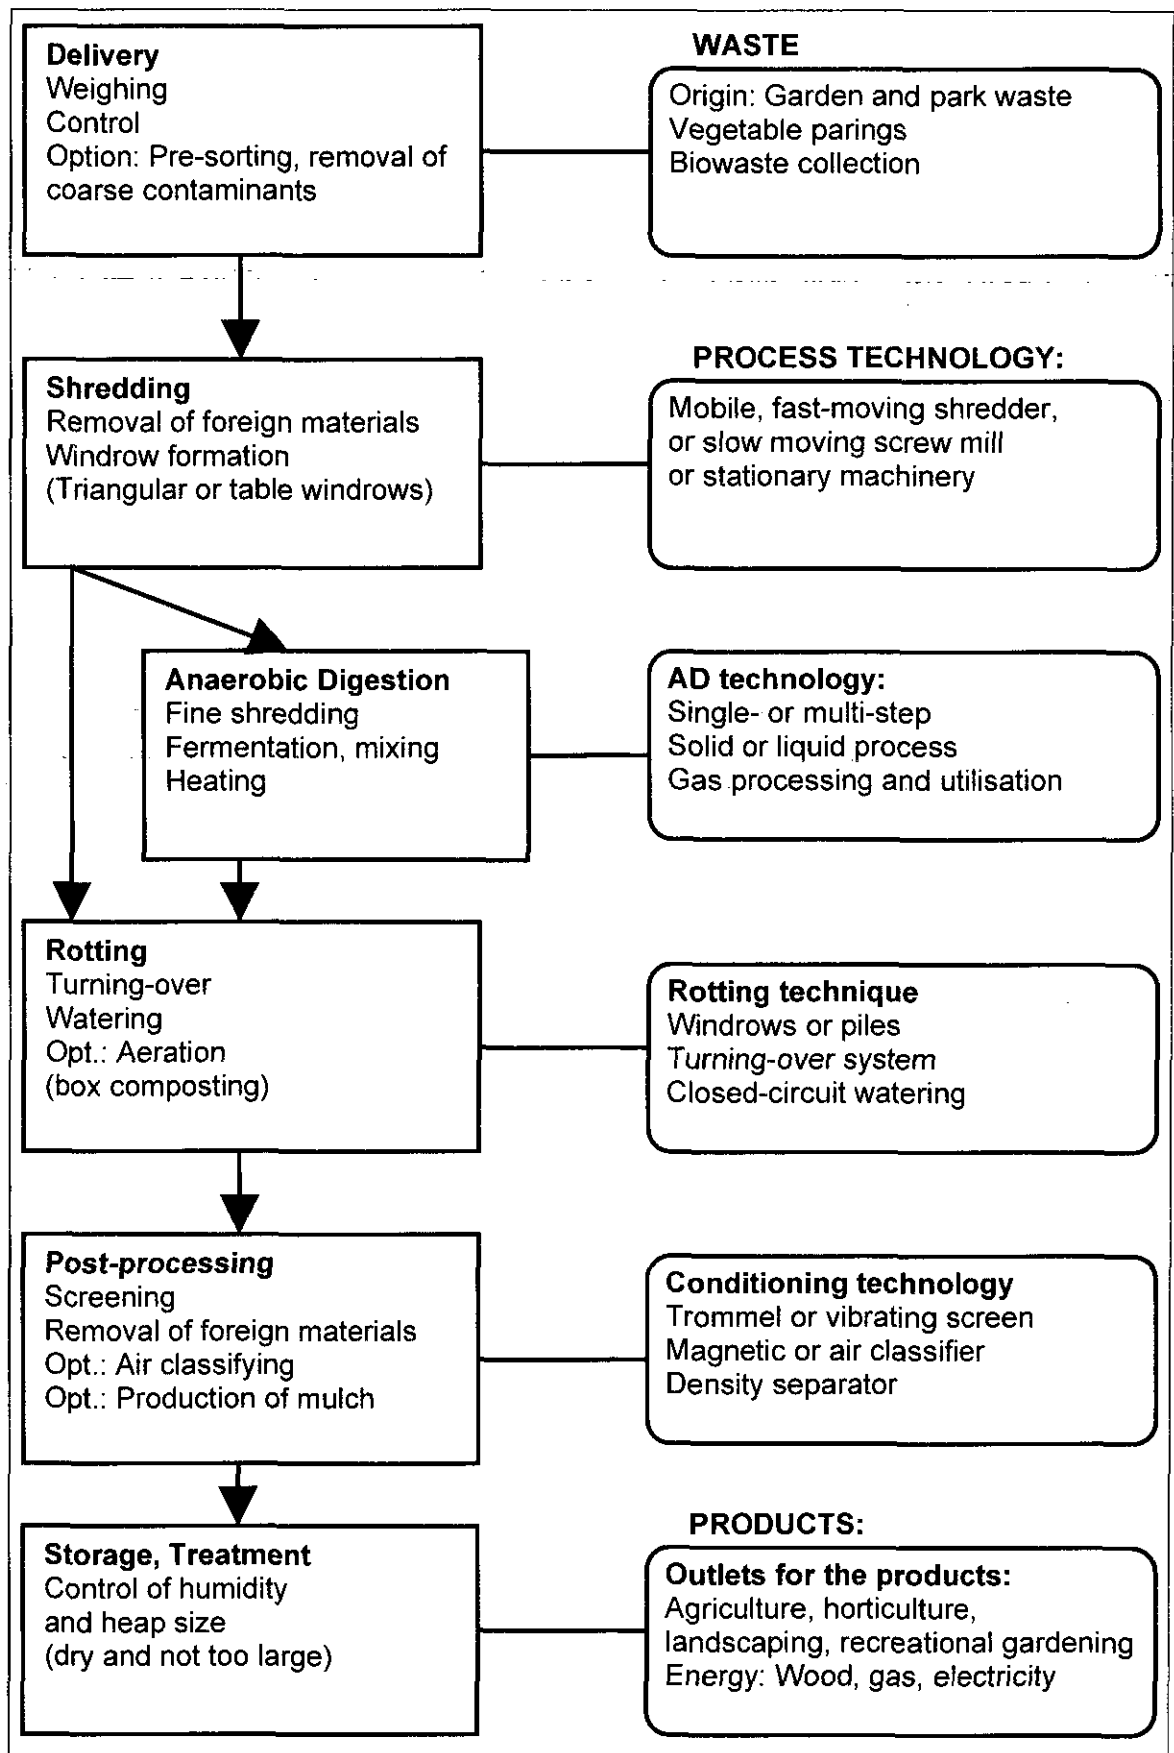 Delivery
Weighing
Control
Option: Pre-sorting, removal of
coarse contaminants
WASTE
Origin: Garden and park waste
Vegetable parings
Biowaste collection
Shredding
Removal of foreign materials
Windrow formation
(Triangular or table windrows)
PROCESS TECHNOLOGY:
Mobile, fast-moving shredder,
or slow moving screw mill
or stationary machinery
Anaerobic Digestion
Fine shredding
Fermentation, mixing
Heating
AD technology:
Single- or multi-step
Solid or liquid process
Gas processing and utilisation
Rotting
Turning-over
Watering
Opt.: Aeration
(box composting)
Rotting technique
Windrows or piles
Turning-over system
Closed-circuit watering
Post-processing
Screening
Removal of foreign materials
Opt.: Air classifying
Opt.: Production of mulch
Conditioning technology
Trommel or vibrating screen
Magnetic or air classifier
Density separator
Storage, Treatment
Control of humidity
and heap size
(dry and not too large)
PRODUCTS:
Outlets for the products:
Agriculture, horticulture,
landscaping, recreational gardening
Energy: Wood, gas, electricity